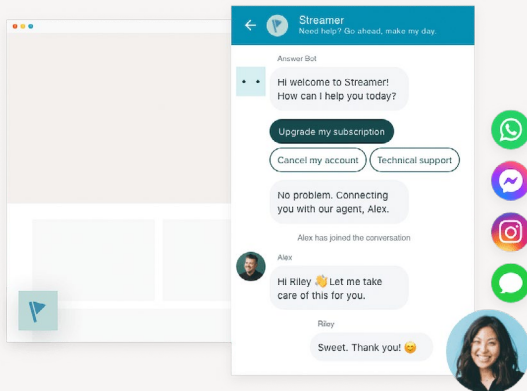 Streamer
Need help? Go ahead, make my day.
Answer Bot
Hi welcome to Streamer!
How can I help you today?
Upgrade my subscription
Cancel my account
Technical support
No problem. Connecting
you with our agent, Alex.
Alex has joined the conversation
Alex
Hi Riley 👋 Let me take
care of this for you.
Riley
Sweet. Thank you! 😊